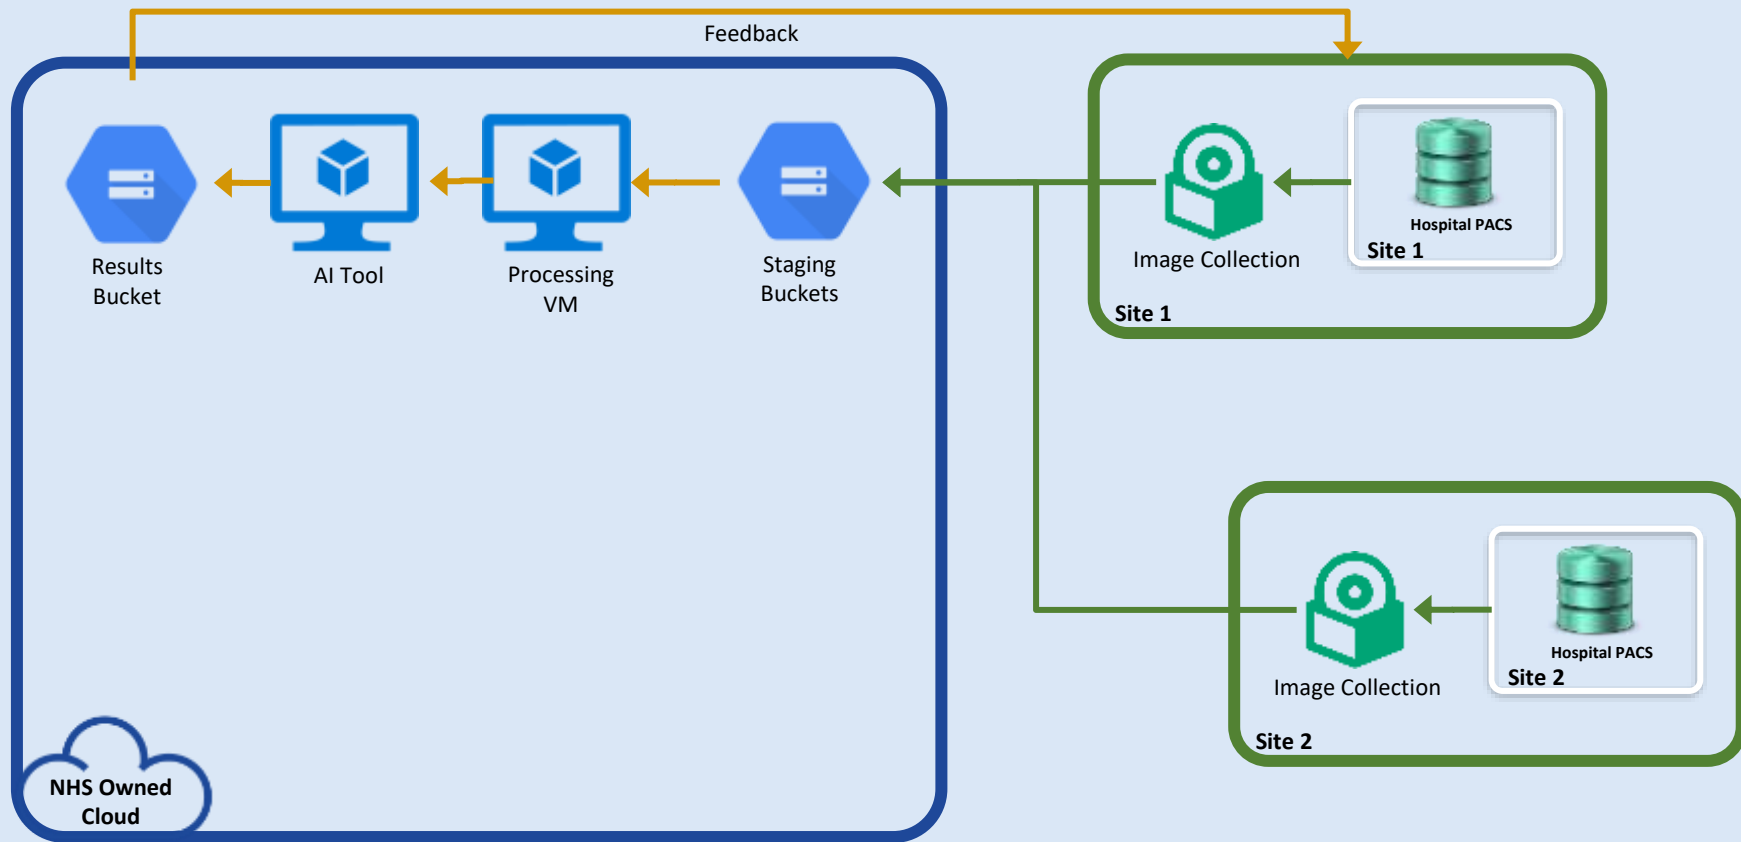 Feedback
Results
Bucket
AI Tool
Processing
VM
Staging
Buckets
Image Collection
Hospital PACS
Site 1
Site 1
Image Collection
Hospital PACS
Site 2
Site 2
NHS Owned
Cloud